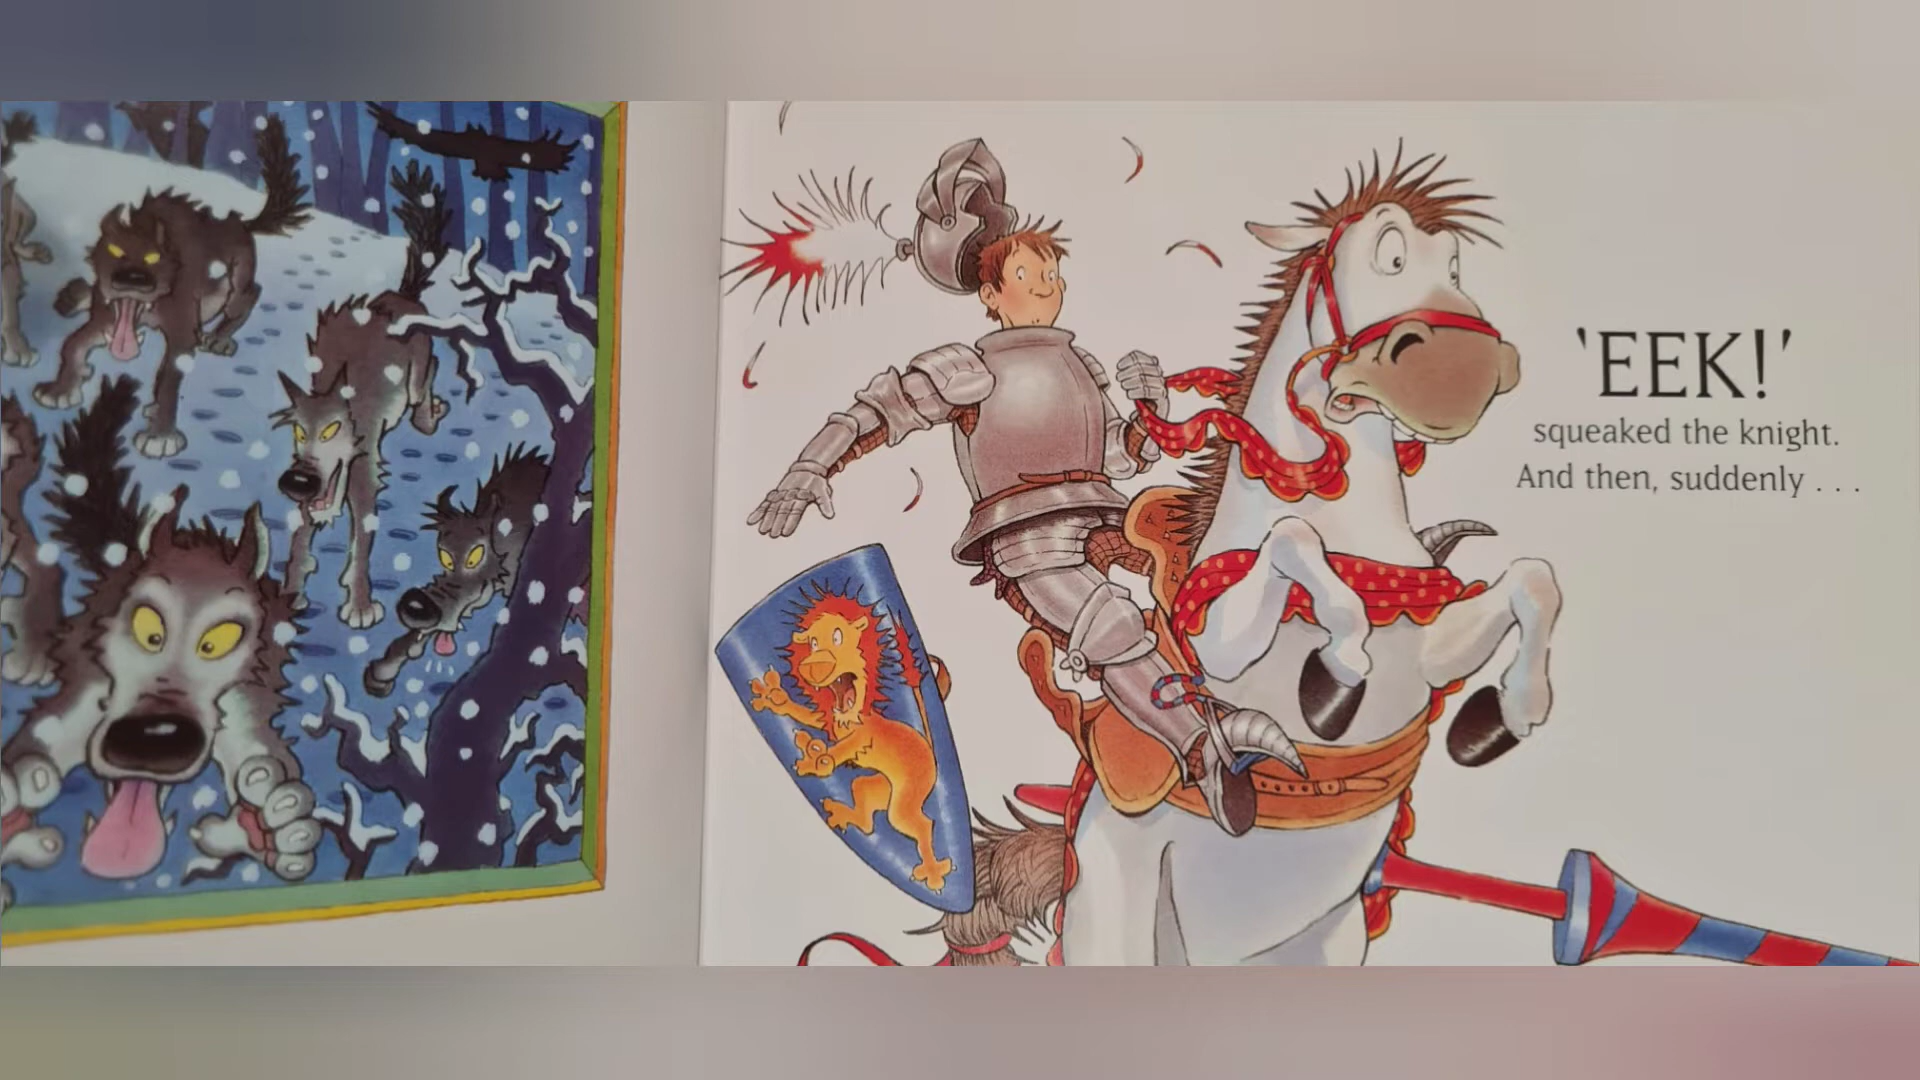 ‘EEK!’
squeaked the knight.
And then, suddenly . . .